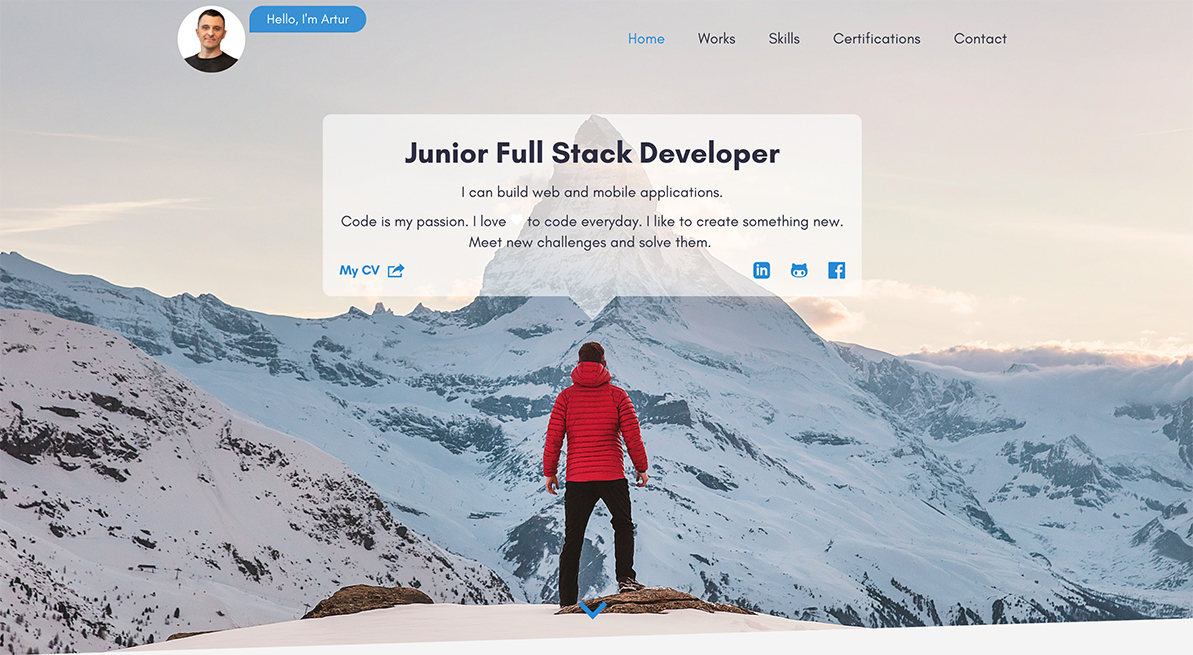 Hello, I'm Artur
Home Works Skills Certifications Contact
Junior Full Stack Developer
I can build web and mobile applications.
Code is my passion. I love to code everyday. I like to create something new.
Meet new challenges and solve them.
My CV